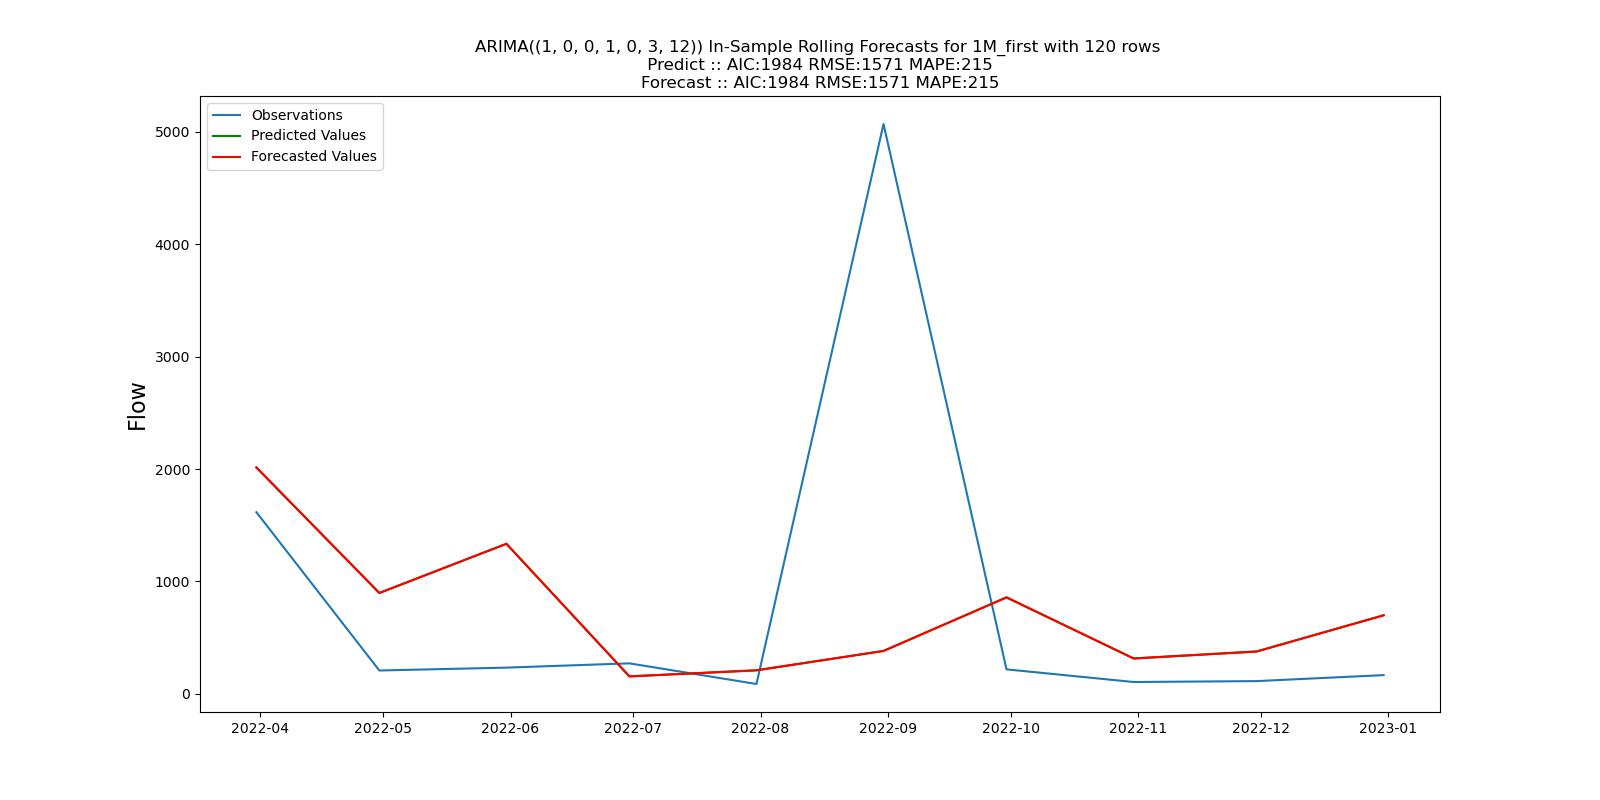 ARIMA((1, 0, 0, 1, 0, 3, 12)) In-Sample Rolling Forecasts for 1M_first with 120 rows
Predict :: AIC:1984 RMSE:1571 MAPE:215
Forecast :: AIC:1984 RMSE:1571 MAPE:215
Observations
Predicted Values
Forecasted Values
5000
4000
3000
2000
1000
0
Flow
2022-04 2022-05 2022-06 2022-07 2022-08 2022-09 2022-10 2022-11 2022-12 2023-01